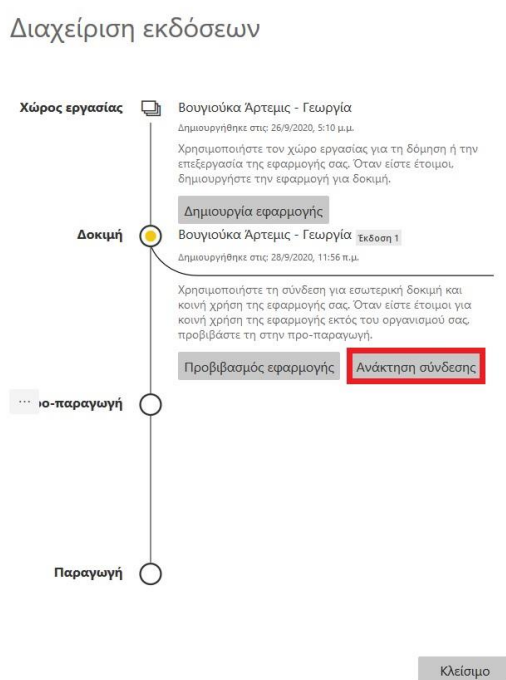 Διαχείριση εκδόσεων
Χώρος εργασίας
Βουγιούκα Άρτεμις - Γεωργία
Δημιουργήθηκε στις: 26/9/2020, 5:10 μ.μ.
Χρησιμοποιήστε τον χώρο εργασίας για τη δόμηση ή την
επεξεργασία της εφαρμογής σας. Όταν είστε έτοιμοι,
δημιουργήστε την εφαρμογή για δοκιμή.
Δημιουργία εφαρμογής
Δοκιμή
Βουγιούκα Άρτεμις - Γεωργία Έκδοση 1
Δημιουργήθηκε στις: 28/9/2020, 11:56 π.μ.
Χρησιμοποιήστε τη σύνδεση για εσωτερική δοκιμή και
κοινή χρήση της εφαρμογής σας. Όταν είστε έτοιμοι για
κοινή χρήση της εφαρμογής εκτός του οργανισμού σας,
προβιβάστε τη στην προ-παραγωγή.
Προβιβασμός εφαρμογής Ανάκτηση σύνδεσης
... ρο-παραγωγή
Παραγωγή
Κλείσιμο